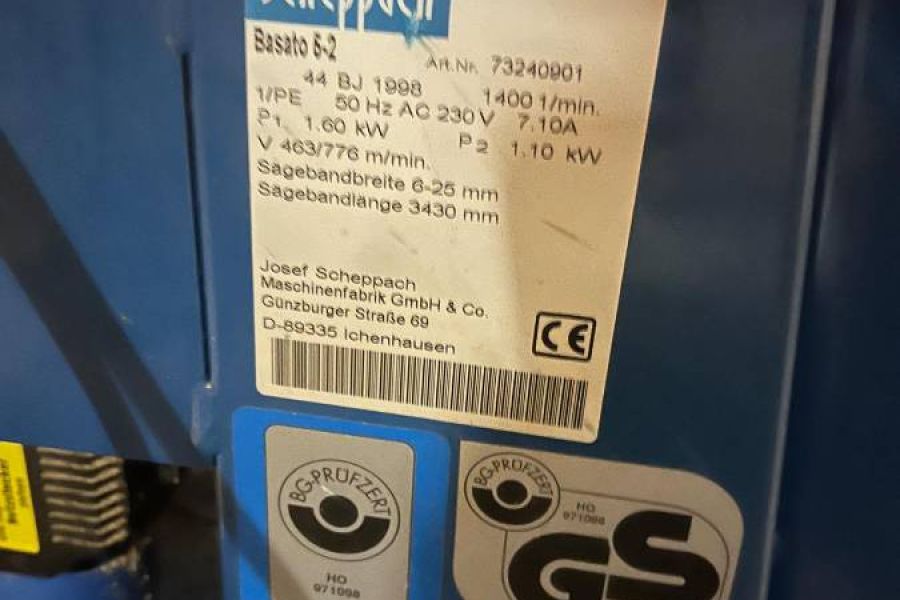 scheppach
Basato 5-2 Art.Nr. 73240901
44 BJ 1998 1400 1/min.
1/PE 50 Hz AC 230 V 7.10A
P1 1.60 kW P2 1.10 kW
V 463/776 m/min.
Sägebandbreite 6-25 mm
Sägebandlänge 3430 mm
Josef Scheppach
Maschinenfabrik GmbH & Co.
Günzburger Straße 69
D-89335 Ichenhausen
CE
BG-PRÜFZERT
HO
971098
BG-PRÜFZERT
HO
971098
GS